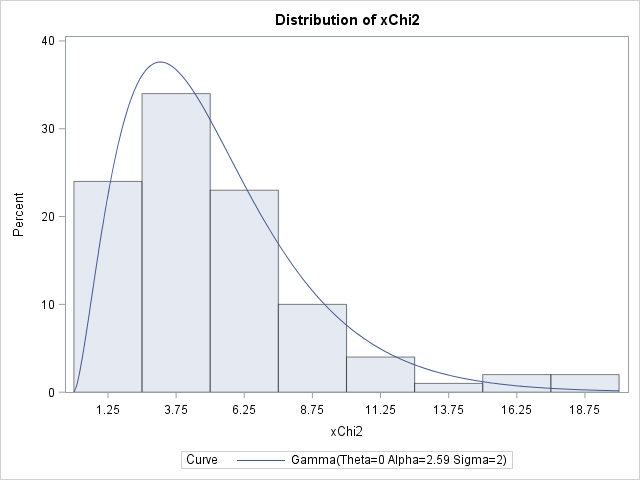 Distribution of xChi2
40
30
20
10
0
Percent
1.25 3.75 6.25 8.75 11.25 13.75 16.25 18.75
xChi2
Curve Gamma(Theta=0 Alpha=2.59 Sigma=2)